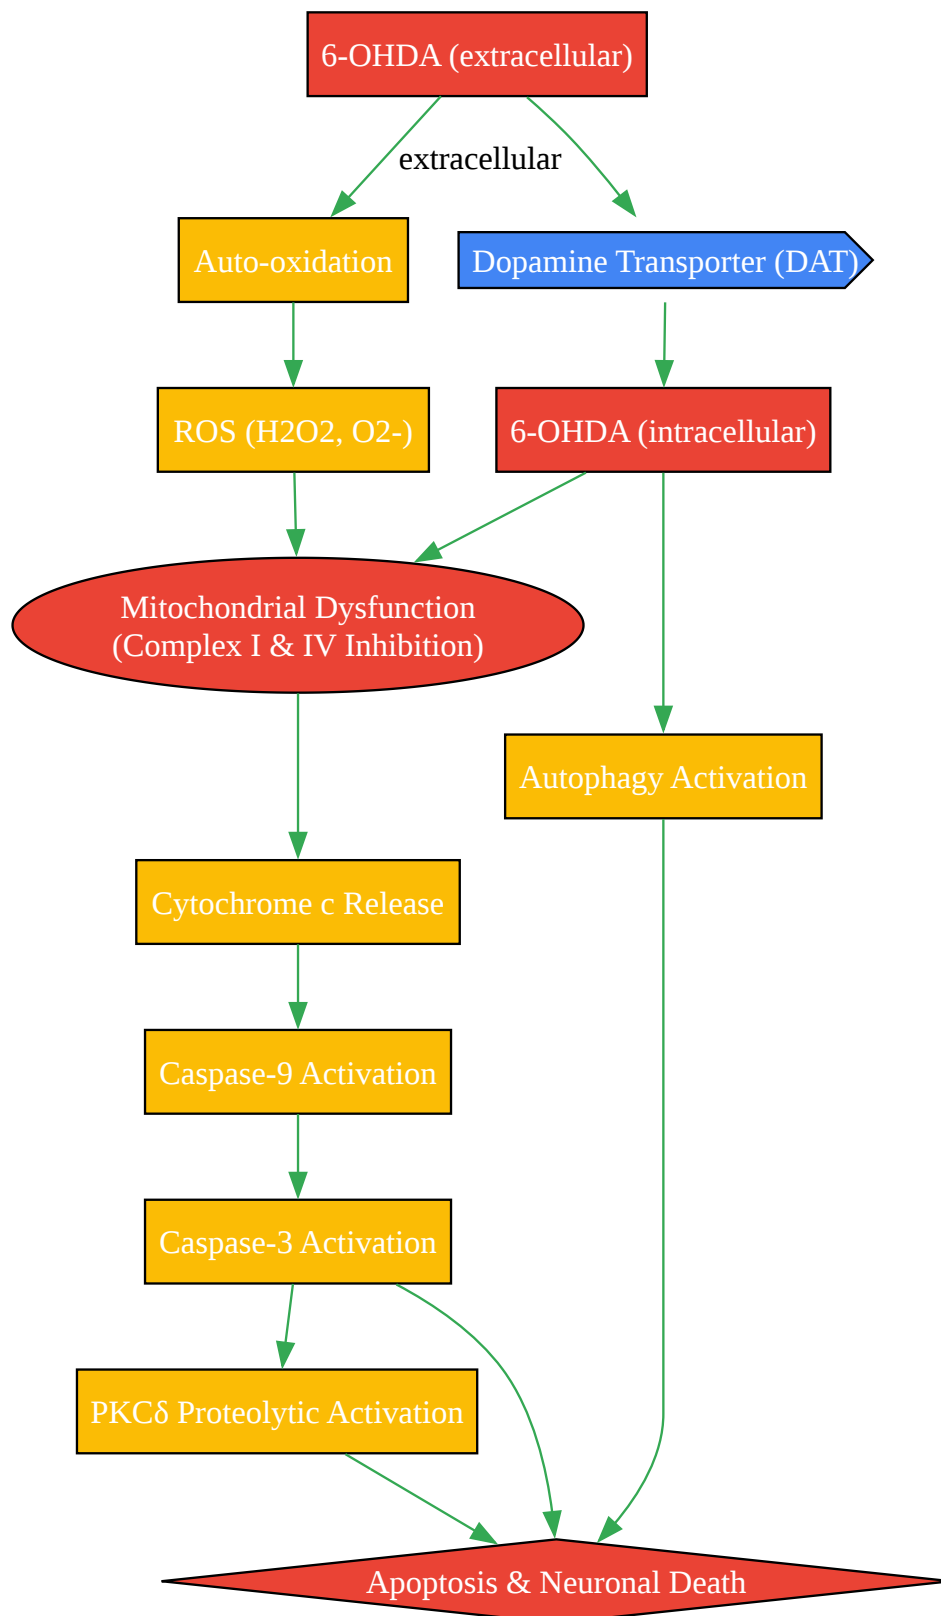 6-OHDA (extracellular)
extracellular
Auto-oxidation
Dopamine Transporter (DAT)
ROS (H2O2, O2-)
6-OHDA (intracellular)
Mitochondrial Dysfunction
(Complex I & IV Inhibition)
Autophagy Activation
Cytochrome c Release
Caspase-9 Activation
Caspase-3 Activation
PKCδ Proteolytic Activation
Apoptosis & Neuronal Death